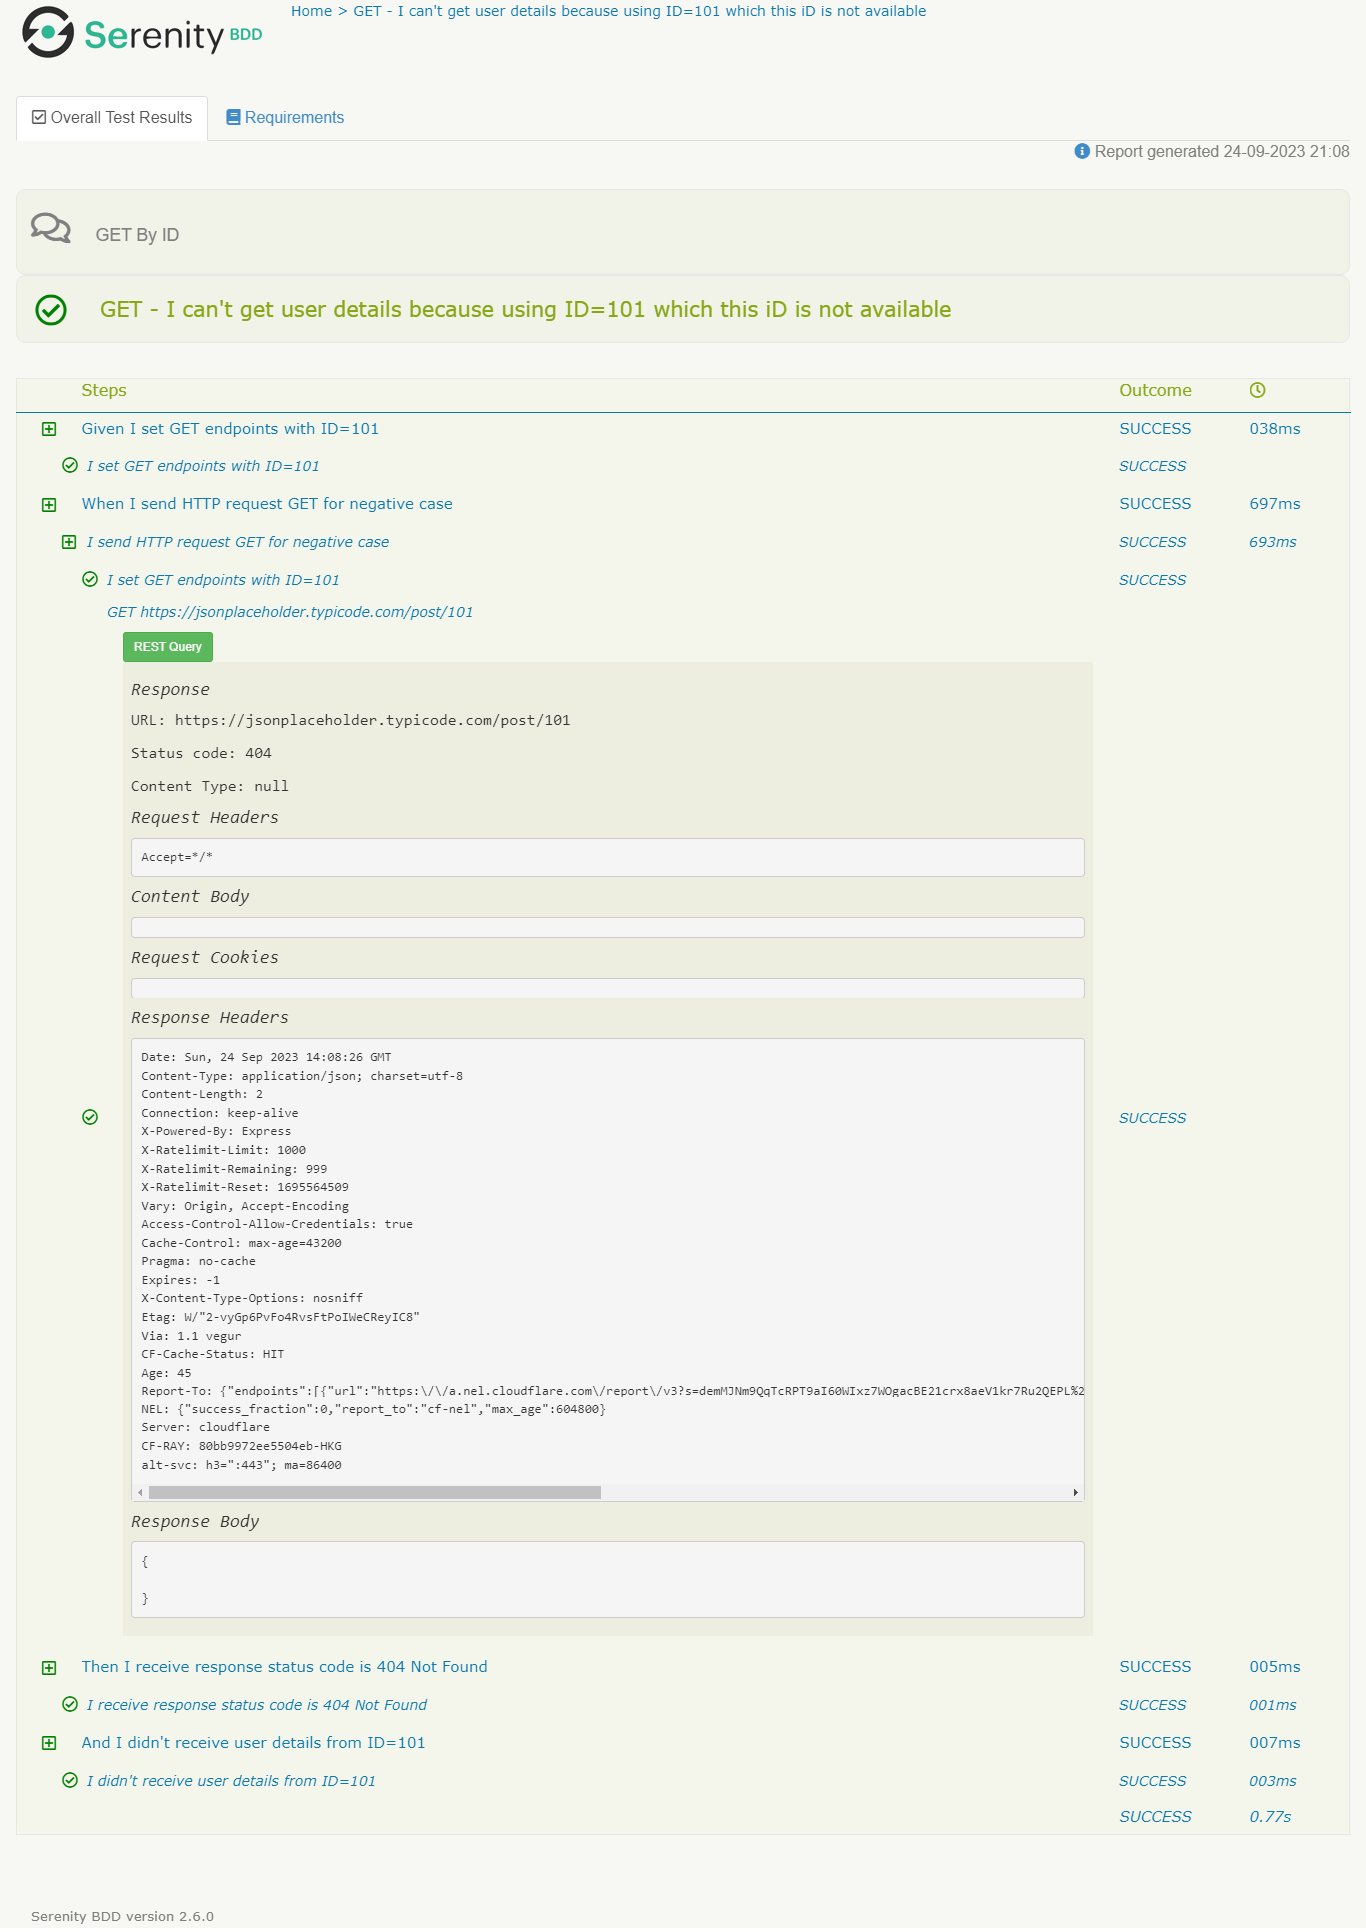 Serenity BDD
Home > GET - I can't get user details because using ID=101 which this iD is not available
Overall Test Results
Requirements
Report generated 24-09-2023 21:08
GET By ID
GET - I can't get user details because using ID=101 which this iD is not available
Steps Outcome
Given I set GET endpoints with ID=101 SUCCESS 038ms
I set GET endpoints with ID=101 SUCCESS
When I send HTTP request GET for negative case SUCCESS 697ms
I send HTTP request GET for negative case SUCCESS 693ms
I set GET endpoints with ID=101 SUCCESS
GET https://jsonplaceholder.typicode.com/post/101
REST Query
Response
URL: https://jsonplaceholder.typicode.com/post/101
Status code: 404
Content Type: null
Request Headers
Accept=*/*
Content Body
Request Cookies
Response Headers
Date: Sun, 24 Sep 2023 14:08:26 GMT
Content-Type: application/json; charset=utf-8
Content-Length: 2
Connection: keep-alive
X-Powered-By: Express
X-Ratelimit-Limit: 1000
X-Ratelimit-Remaining: 999
X-Ratelimit-Reset: 1695564509
Vary: Origin, Accept-Encoding
Access-Control-Allow-Credentials: true
Cache-Control: max-age=43200
Pragma: no-cache
Expires: -1
X-Content-Type-Options: nosniff
Etag: W/"2-vyGp6PvFo4RvsFtPoIWeCReyIC8"
Via: 1.1 vegur
CF-Cache-Status: HIT
Age: 45
Report-To: {"endpoints":[{"url":"https:\/\/a.nel.cloudflare.com\/report\/v3?s=demMJNm9QqTcRPT9aI60WIxz7WOgacBE21crx8aeV1kr7Ru2QEPL%2
NEL: {"success_fraction":0,"report_to":"cf-nel","max_age":604800}
Server: cloudflare
CF-RAY: 80bb9972ee5504eb-HKG
alt-svc: h3=":443"; ma=86400
SUCCESS
Response Body
{
}
Then I receive response status code is 404 Not Found SUCCESS 005ms
I receive response status code is 404 Not Found SUCCESS 001ms
And I didn't receive user details from ID=101 SUCCESS 007ms
I didn't receive user details from ID=101 SUCCESS 003ms
SUCCESS 0.77s
Serenity BDD version 2.6.0